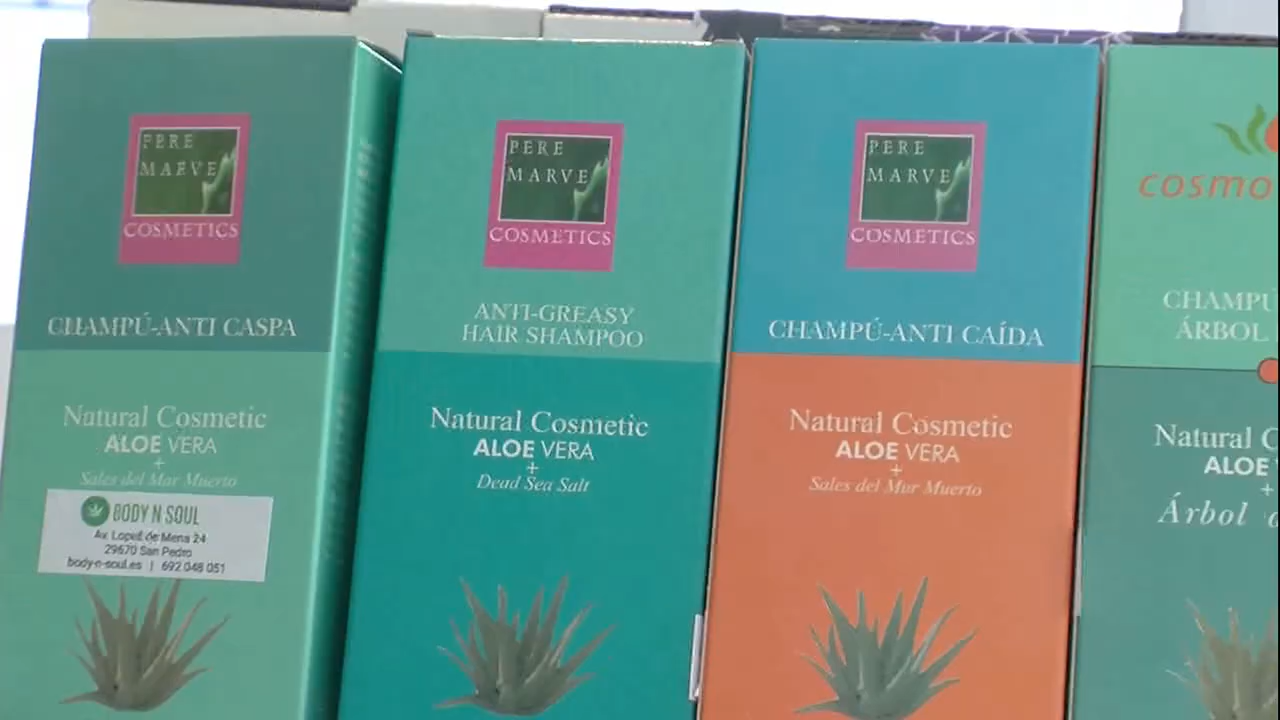 PERE
MARVE
COSMETICS
CHAMPÚ-ANTI CASPA
Natural Cosmetic
ALOE VERA
+
Sales del Mar Muerto
BODY N SOUL
Av. Lopez de Mena 24
29670 San Pedro
body-n-soul.es | 692 048 051
PERE
MARVE
COSMETICS
ANTI-GREASY
HAIR SHAMPOO
Natural Cosmetic
ALOE VERA
+
Dead Sea Salt
PERE
MARVE
COSMETICS
CHAMPÚ-ANTI CAÍDA
Natural Cosmetic
ALOE VERA
+
Sales del Mar Muerto
cosmo
CHAMPÚ
ÁRBOL
Natural C
ALOE
+
Árbol